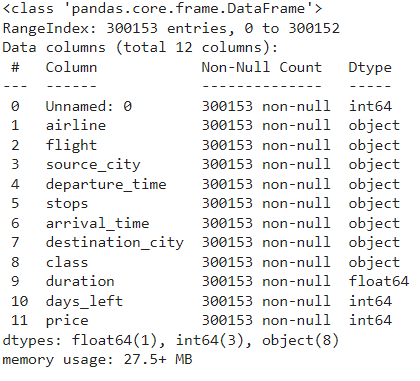 <class 'pandas.core.frame.DataFrame'>
RangeIndex: 300153 entries, 0 to 300152
Data columns (total 12 columns):
 #   Column            Non-Null Count   Dtype
---  ------            --------------   -----
 0   Unnamed: 0        300153 non-null  int64
 1   airline           300153 non-null  object
 2   flight            300153 non-null  object
 3   source_city       300153 non-null  object
 4   departure_time    300153 non-null  object
 5   stops             300153 non-null  object
 6   arrival_time      300153 non-null  object
 7   destination_city  300153 non-null  object
 8   class             300153 non-null  object
 9   duration          300153 non-null  float64
 10  days_left         300153 non-null  int64
 11  price             300153 non-null  int64
dtypes: float64(1), int64(3), object(8)
memory usage: 27.5+ MB